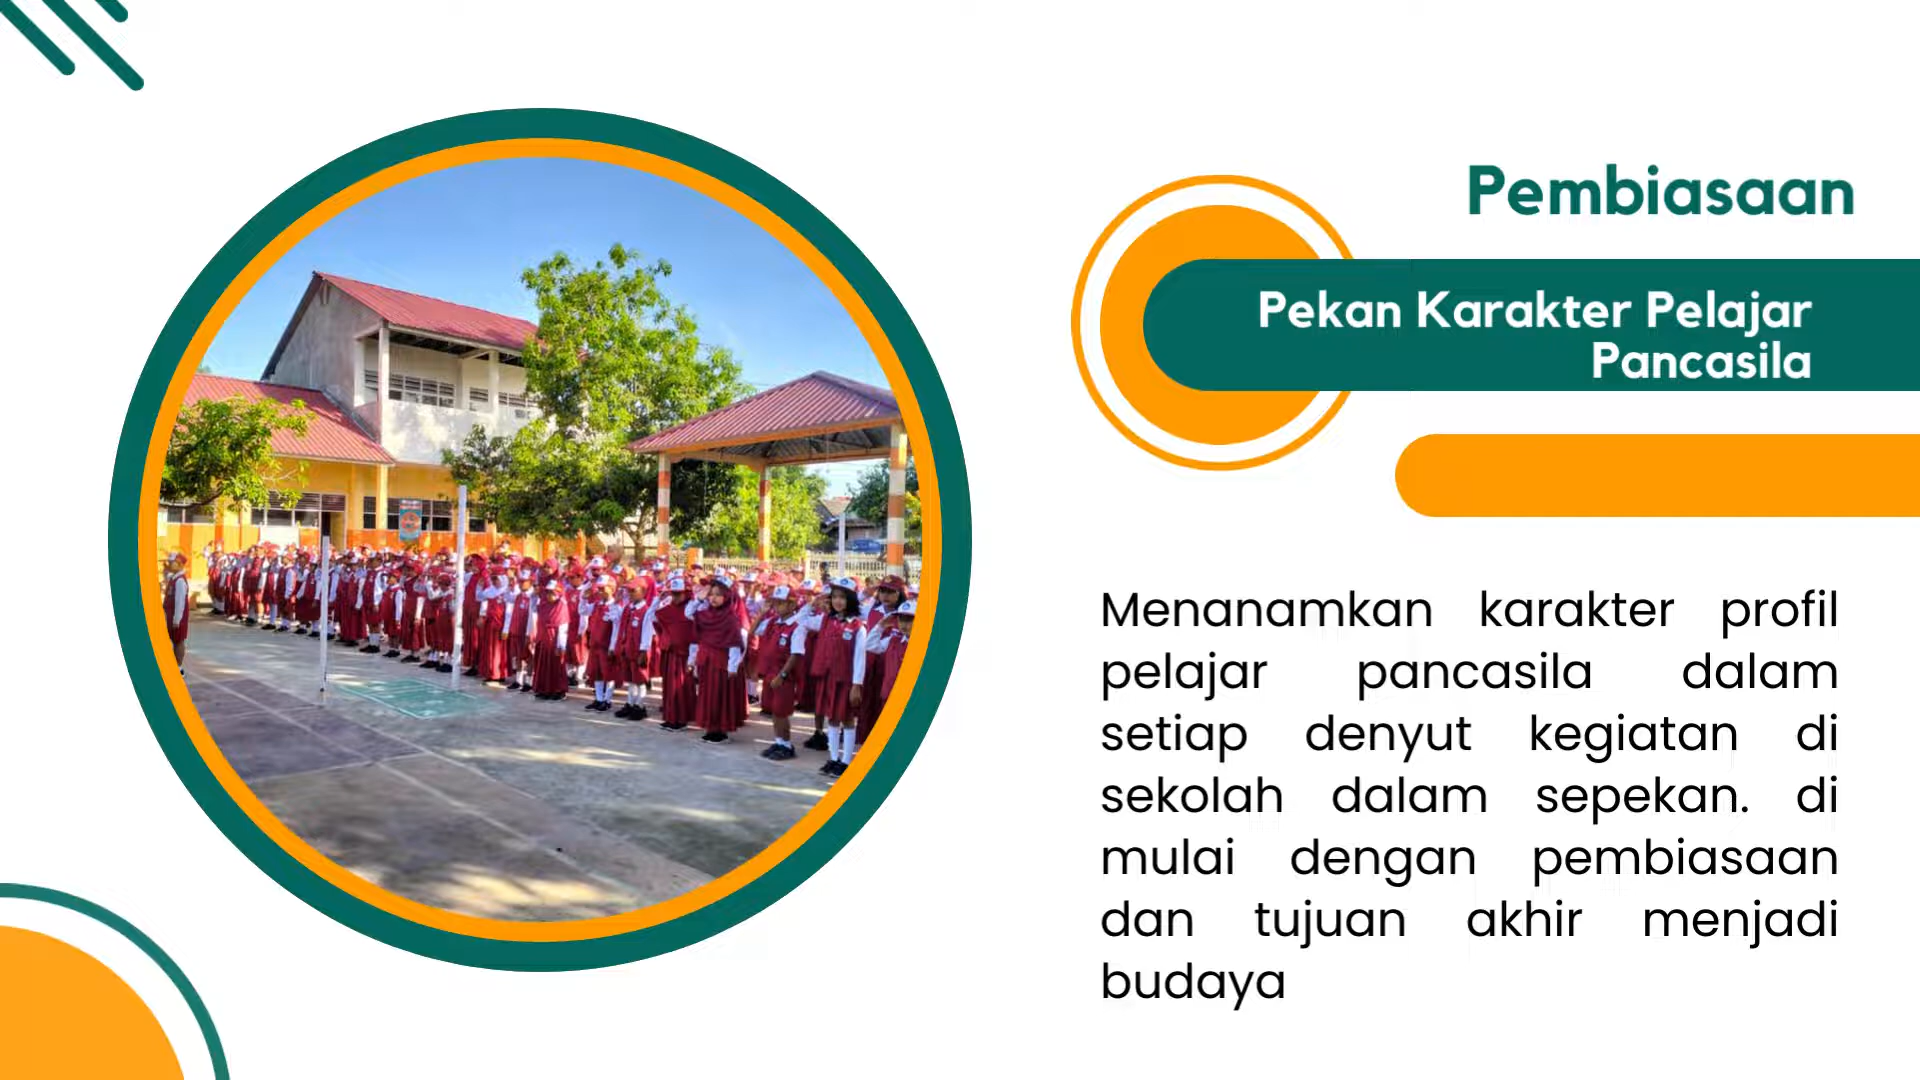 Pembiasaan
Pekan Karakter Pelajar
Pancasila
Menanamkan karakter profil
pelajar pancasila dalam
setiap denyut kegiatan di
sekolah dalam sepekan. di
mulai dengan pembiasaan
dan tujuan akhir menjadi
budaya